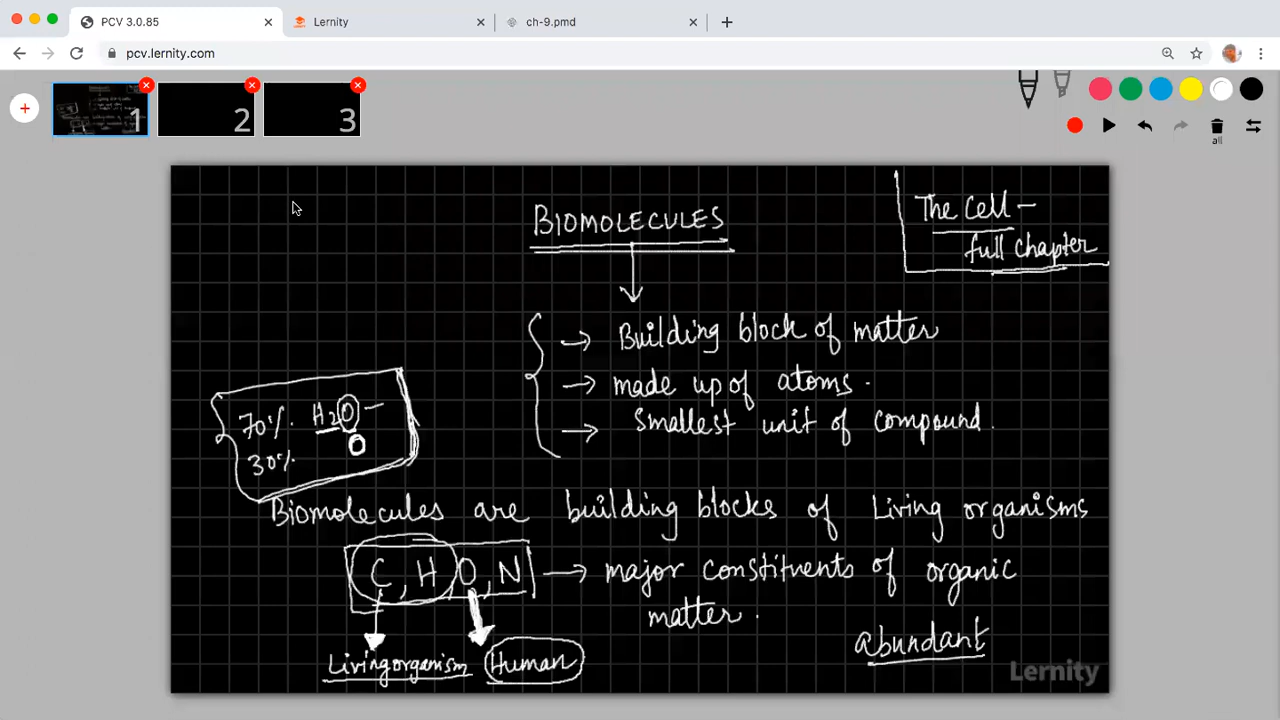 PCV 3.0.85
Lernity
ch-9.pmd
pcv.lernity.com
1
2
3
all
The Cell -
full chapter
BIOMOLECULES
→ Building block of matter
→ made up of atoms.
→ Smallest unit of compound.
70% H2O -
O
30%
Biomolecules are building blocks of Living organisms
C, H O, N → major constituents of organic
matter.
abundant
Living organism Human
Lernity